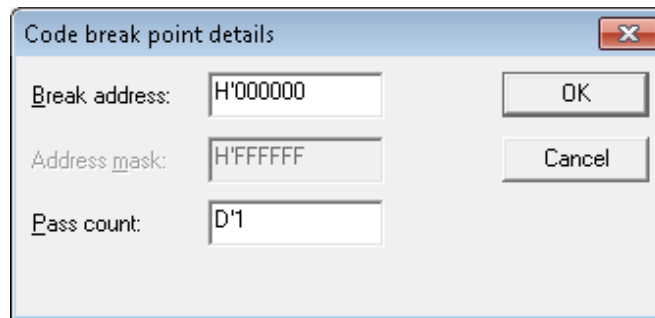 Code break point details
Break address: H'000000 OK
Address mask: H'FFFFFF Cancel
Pass count: D'1